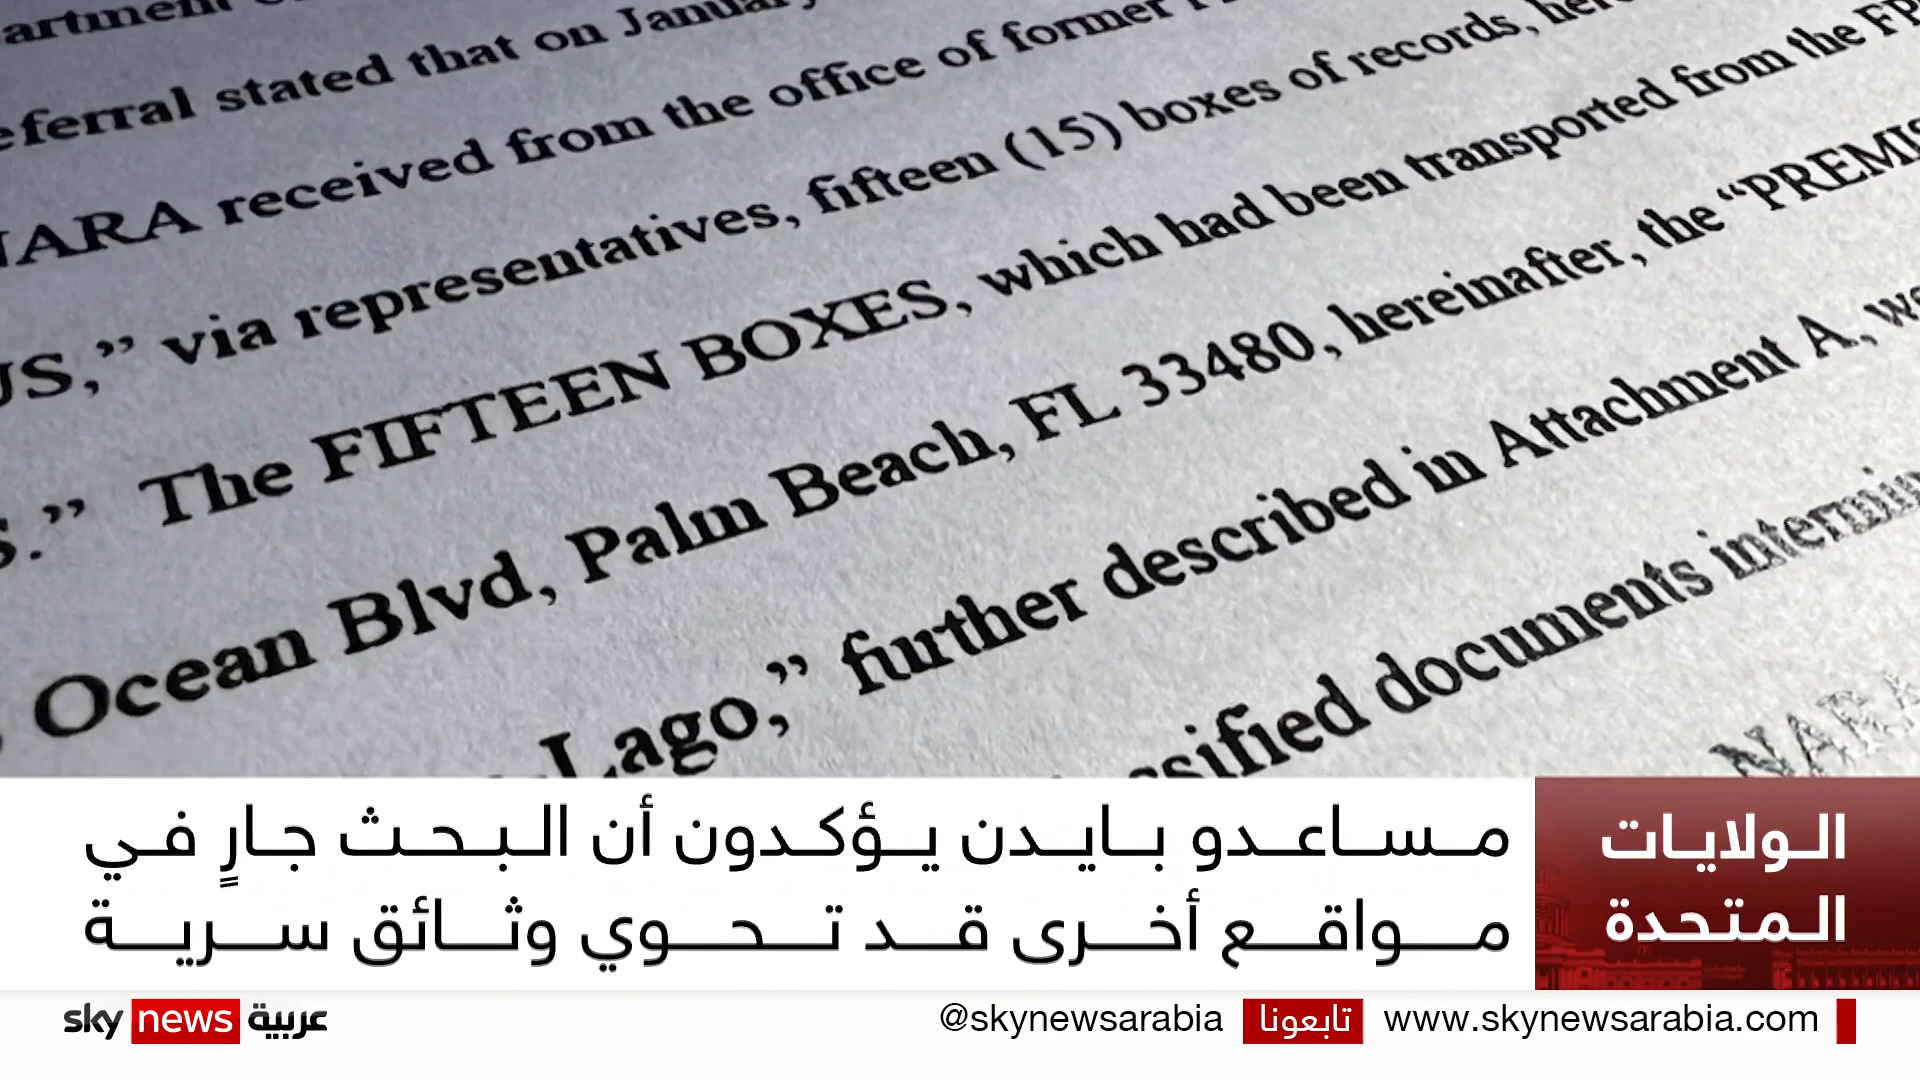 eferral stated that on January
NARA received from the office of former
US,” via representatives, fifteen (15) boxes of records,
The FIFTEEN BOXES, which had been transported from the
Ocean Blvd, Palm Beach, FL 33480, hereinafter, the “PREMIS
Lago,” further described in Attachment A,
documents
NARA
الولايات
المتحدة
مساعدو بايدن يؤكدون أن البحث جارٍ في
مواقع أخرى قد تحوي وثائق سرية
sky news عربية
@skynewsarabia تابعونا www.skynewsarabia.com